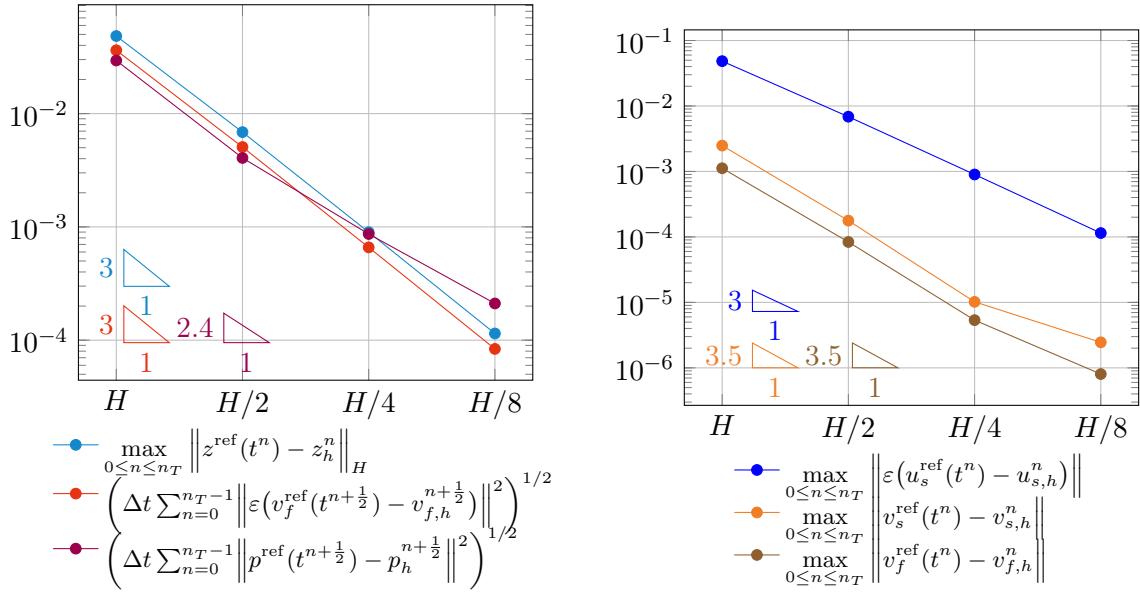 10^{-2}
10^{-3}
10^{-4}
3
1
3
1
2.4
1
H H/2 H/4 H/8
\max_{0≤n≤n_T} ‖z^{ref}(t^n) − z_h^n‖_H
(Δt ∑_{n=0}^{n_T−1} ‖ε(v_f^{ref}(t^{n+\frac{1}{2}}) − v_{f,h}^{n+\frac{1}{2}})‖^2)^{1/2}
(Δt ∑_{n=0}^{n_T−1} ‖p^{ref}(t^{n+\frac{1}{2}}) − p_h^{n+\frac{1}{2}}‖^2)^{1/2}
10^{-1}
10^{-2}
10^{-3}
10^{-4}
10^{-5}
10^{-6}
3
1
3.5
1
3.5
1
H H/2 H/4 H/8
\max_{0≤n≤n_T} ‖ε(u_s^{ref}(t^n) − u_{s,h}^n)‖
\max_{0≤n≤n_T} ‖v_s^{ref}(t^n) − v_{s,h}^n‖
\max_{0≤n≤n_T} ‖v_f^{ref}(t^n) − v_{f,h}^n‖